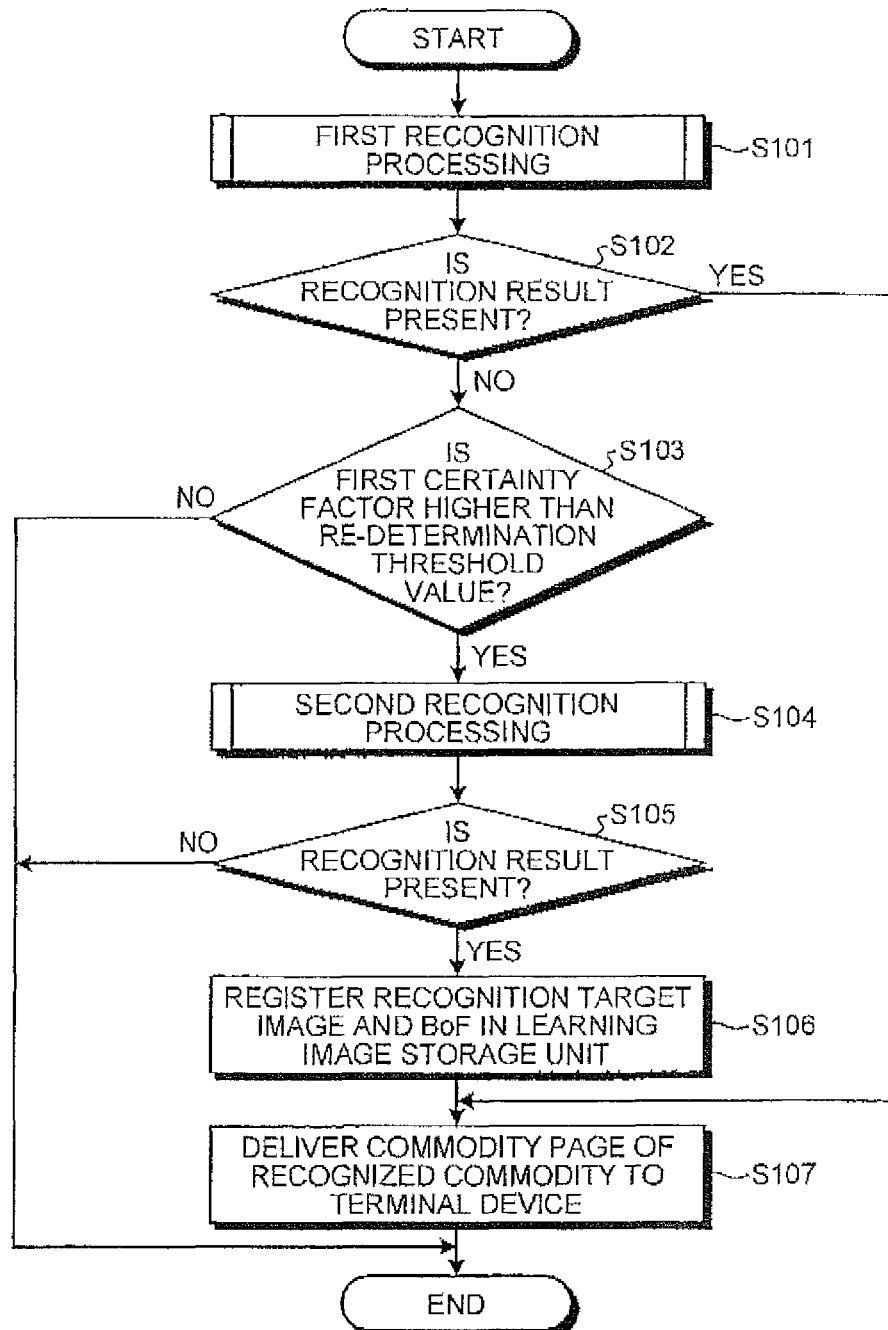 START
FIRST RECOGNITION
PROCESSING
S101
S102
IS
RECOGNITION RESULT
PRESENT?
YES
NO
S103
IS
FIRST CERTAINTY
FACTOR HIGHER THAN
RE-DETERMINATION
THRESHOLD
VALUE?
NO
YES
SECOND RECOGNITION
PROCESSING
S104
S105
IS
RECOGNITION RESULT
PRESENT?
NO
YES
REGISTER RECOGNITION TARGET
IMAGE AND BoF IN LEARNING
IMAGE STORAGE UNIT
S106
DELIVER COMMODITY PAGE OF
RECOGNIZED COMMODITY TO
TERMINAL DEVICE
S107
END